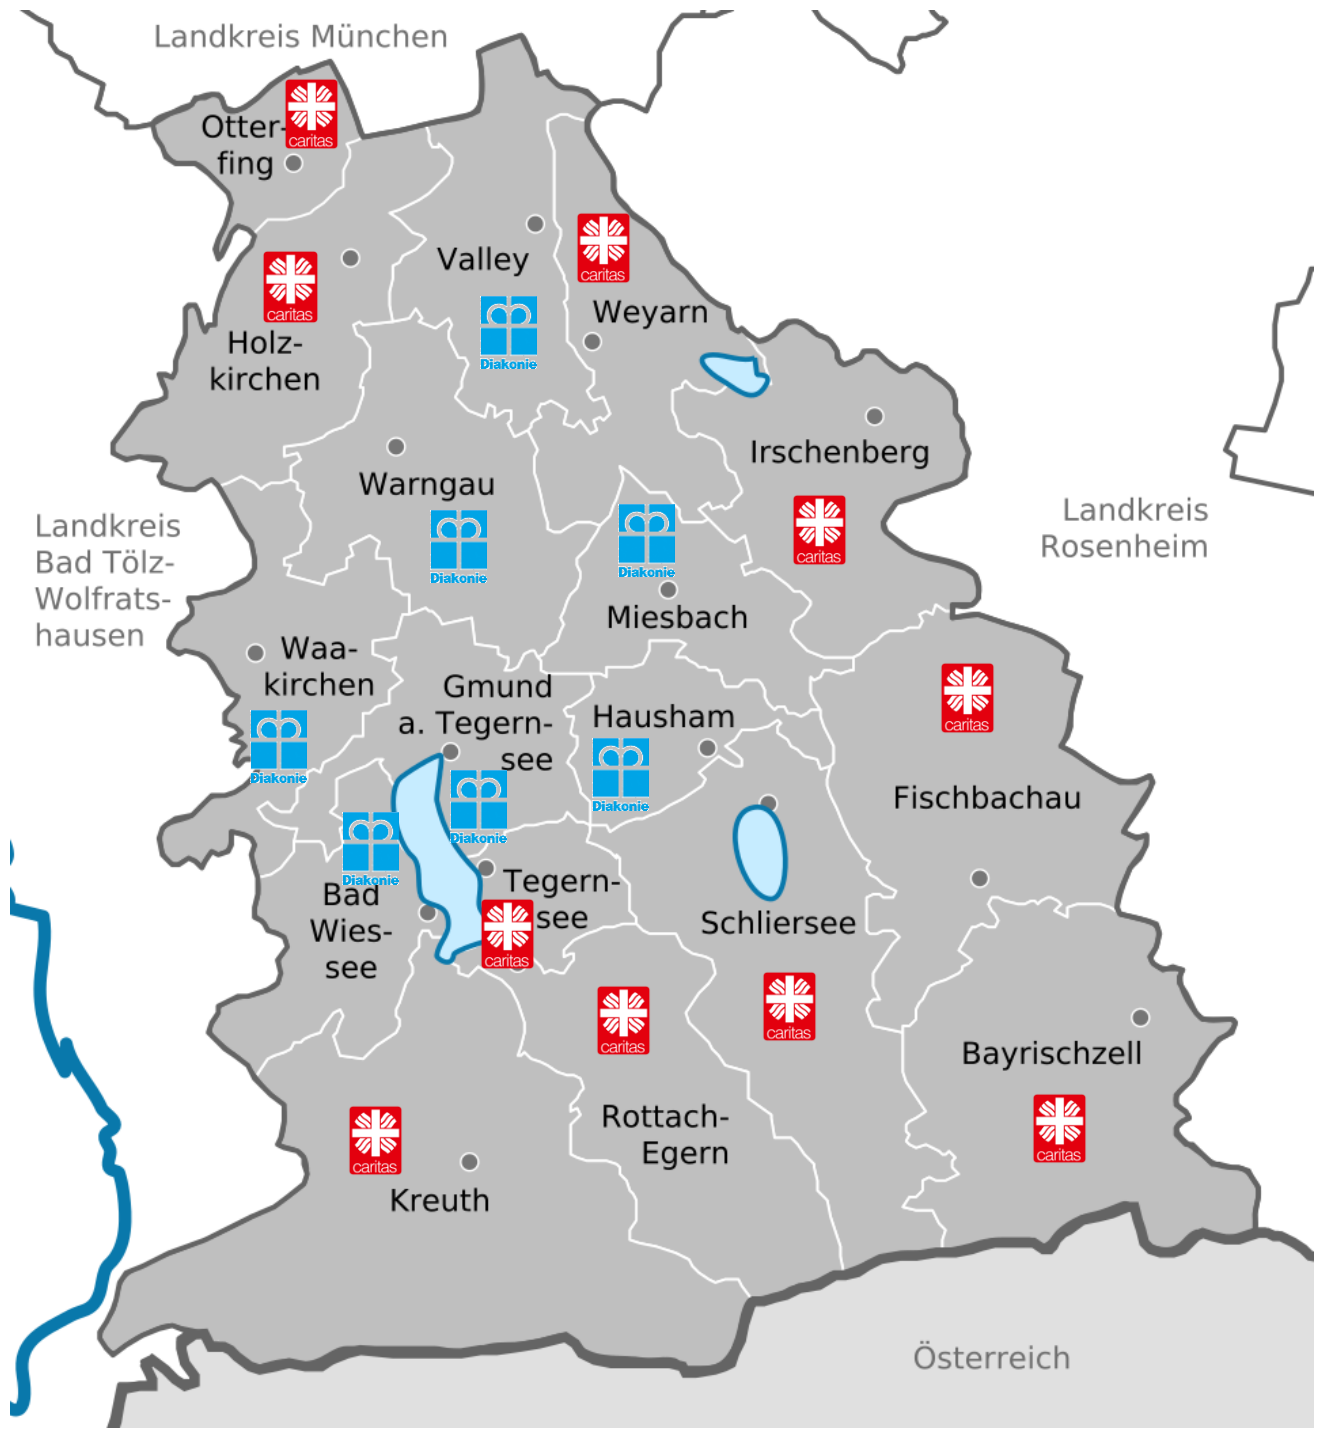 Landkreis München
caritas
Otter-
fing
Valley
caritas
caritas
Weyarn
Holz-
kirchen
Diakonie
Irschenberg
Warngau
caritas
Landkreis
Rosenheim
Landkreis
Bad Tölz-
Wolfrats-
hausen
Diakonie
Diakonie
Miesbach
Waa-
kirchen
Gmund
a. Tegern-
see
Hausham
caritas
Diakonie
Diakonie
Diakonie
Fischbachau
Diakonie
Bad
Wies-
see
Tegern-
see
caritas
Schliersee
caritas
caritas
Bayrischzell
Rottach-
Egern
caritas
caritas
Kreuth
Österreich